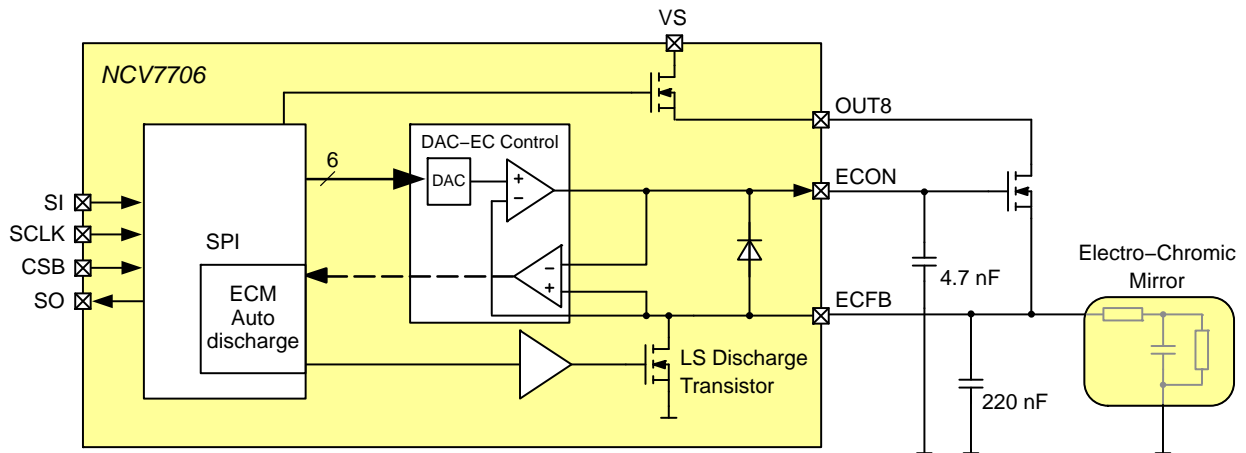 VS
NCV7706
OUT8
DAC−EC Control
6
DAC
+
−
ECON
SI
SCLK
CSB
SO
SPI
ECM
Auto
discharge
−
+
4.7 nF
Electro−Chromic
Mirror
ECFB
LS Discharge
Transistor
220 nF